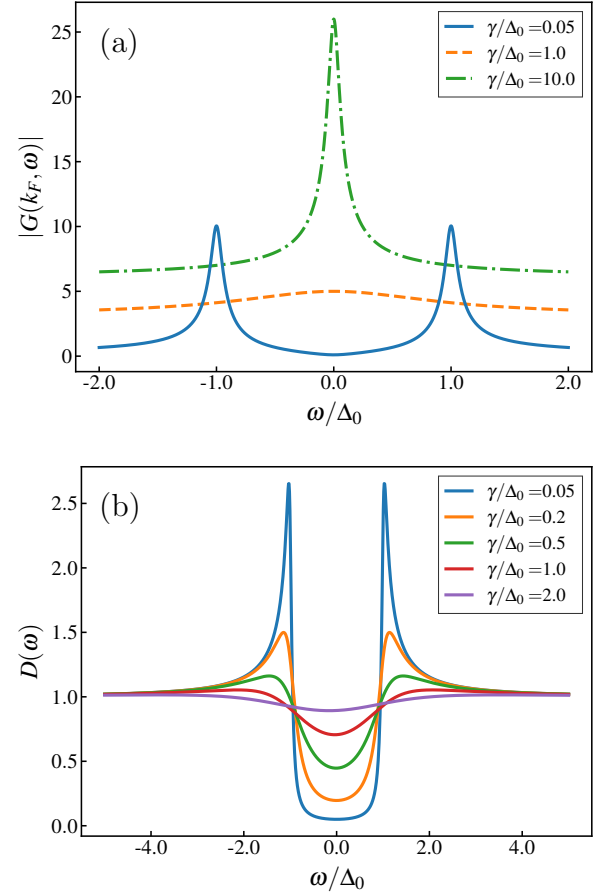 (a)
γ/Δ₀ =0.05
γ/Δ₀ =1.0
γ/Δ₀ =10.0
|G(k_F, ω)|
25
20
15
10
5
0
-2.0 -1.0 0.0 1.0 2.0
ω/Δ₀
(b)
γ/Δ₀ =0.05
γ/Δ₀ =0.2
γ/Δ₀ =0.5
γ/Δ₀ =1.0
γ/Δ₀ =2.0
D(ω)
2.5
2.0
1.5
1.0
0.5
0.0
-4.0 -2.0 0.0 2.0 4.0
ω/Δ₀